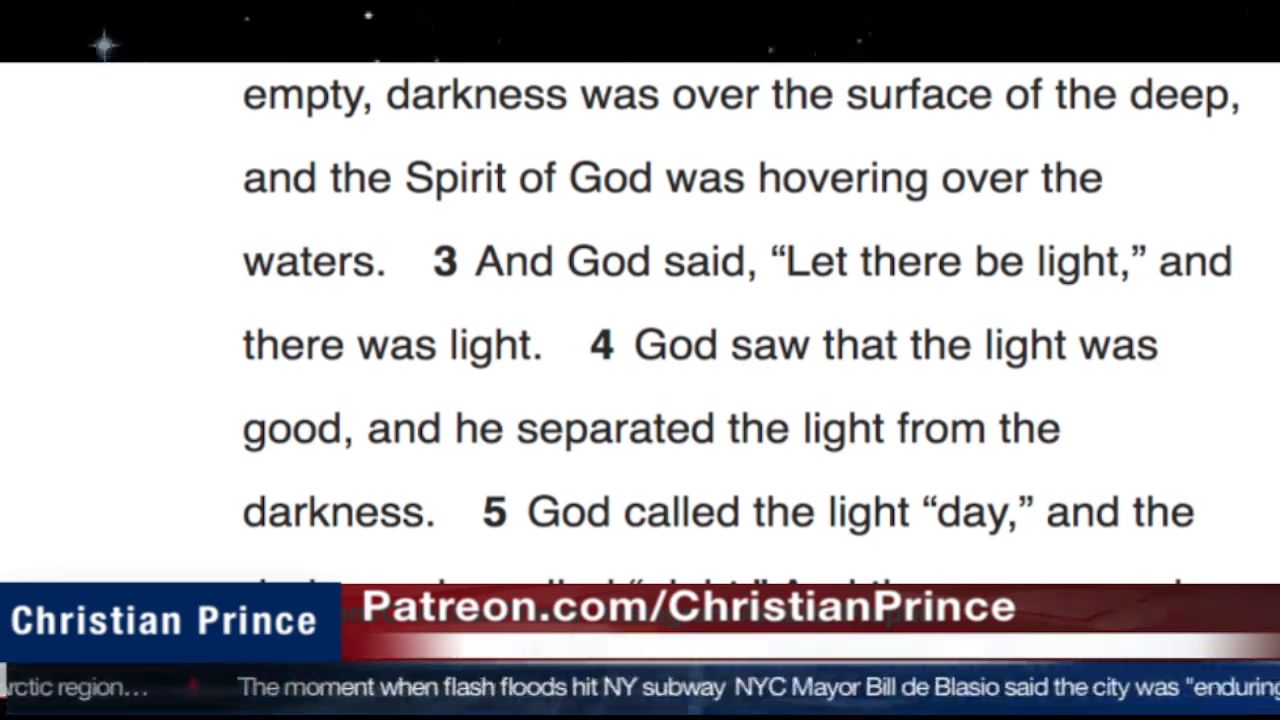 empty, darkness was over the surface of the deep,
and the Spirit of God was hovering over the
waters. 3 And God said, “Let there be light,” and
there was light. 4 God saw that the light was
good, and he separated the light from the
darkness. 5 God called the light “day,” and the
Christian Prince
Patreon.com/ChristianPrince
region… The moment when flash floods hit NY subway NYC Mayor Bill de Blasio said the city was "enduring